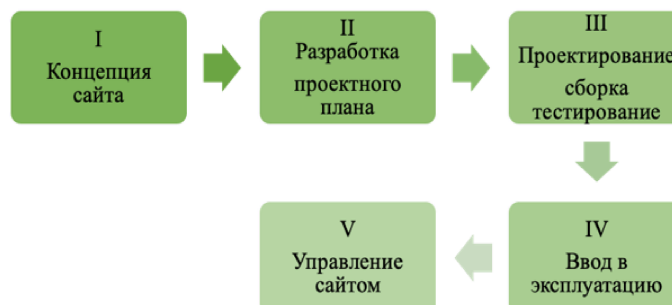 I
Концепция
сайта
II
Разработка
проектного
плана
III
Проектирование
сборка
тестирование
IV
Ввод в
эксплуатацию
V
Управление
сайтом